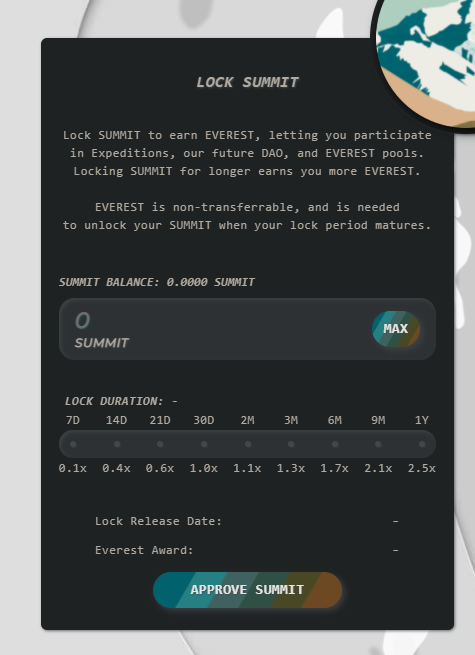 LOCK SUMMIT
Lock SUMMIT to earn EVEREST, letting you participate
in Expeditions, our future DAO, and EVEREST pools.
Locking SUMMIT for longer earns you more EVEREST.
EVEREST is non-transferrable, and is needed
to unlock your SUMMIT when your lock period matures.
SUMMIT BALANCE: 0.0000 SUMMIT
0
SUMMIT
MAX
LOCK DURATION: -
7D 14D 21D 30D 2M 3M 6M 9M 1Y
0.1x 0.4x 0.6x 1.0x 1.1x 1.3x 1.7x 2.1x 2.5x
Lock Release Date: -
Everest Award: -
APPROVE SUMMIT